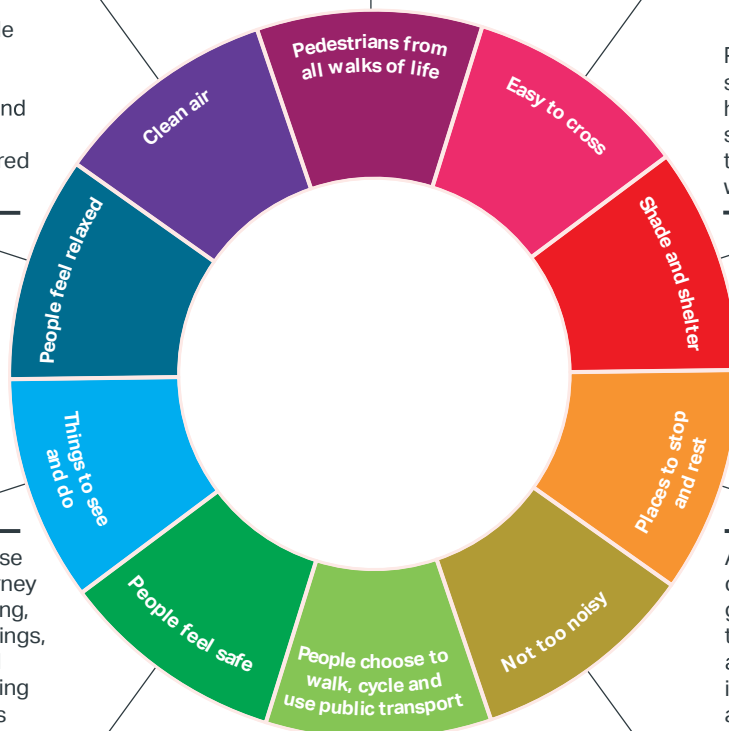 Pedestrians from
all walks of life
Easy to cross
Shade and shelter
Places to stop
and rest
Not too noisy
People choose to
walk, cycle and
use public transport
People feel safe
Things to see
and do
People feel relaxed
Clean air